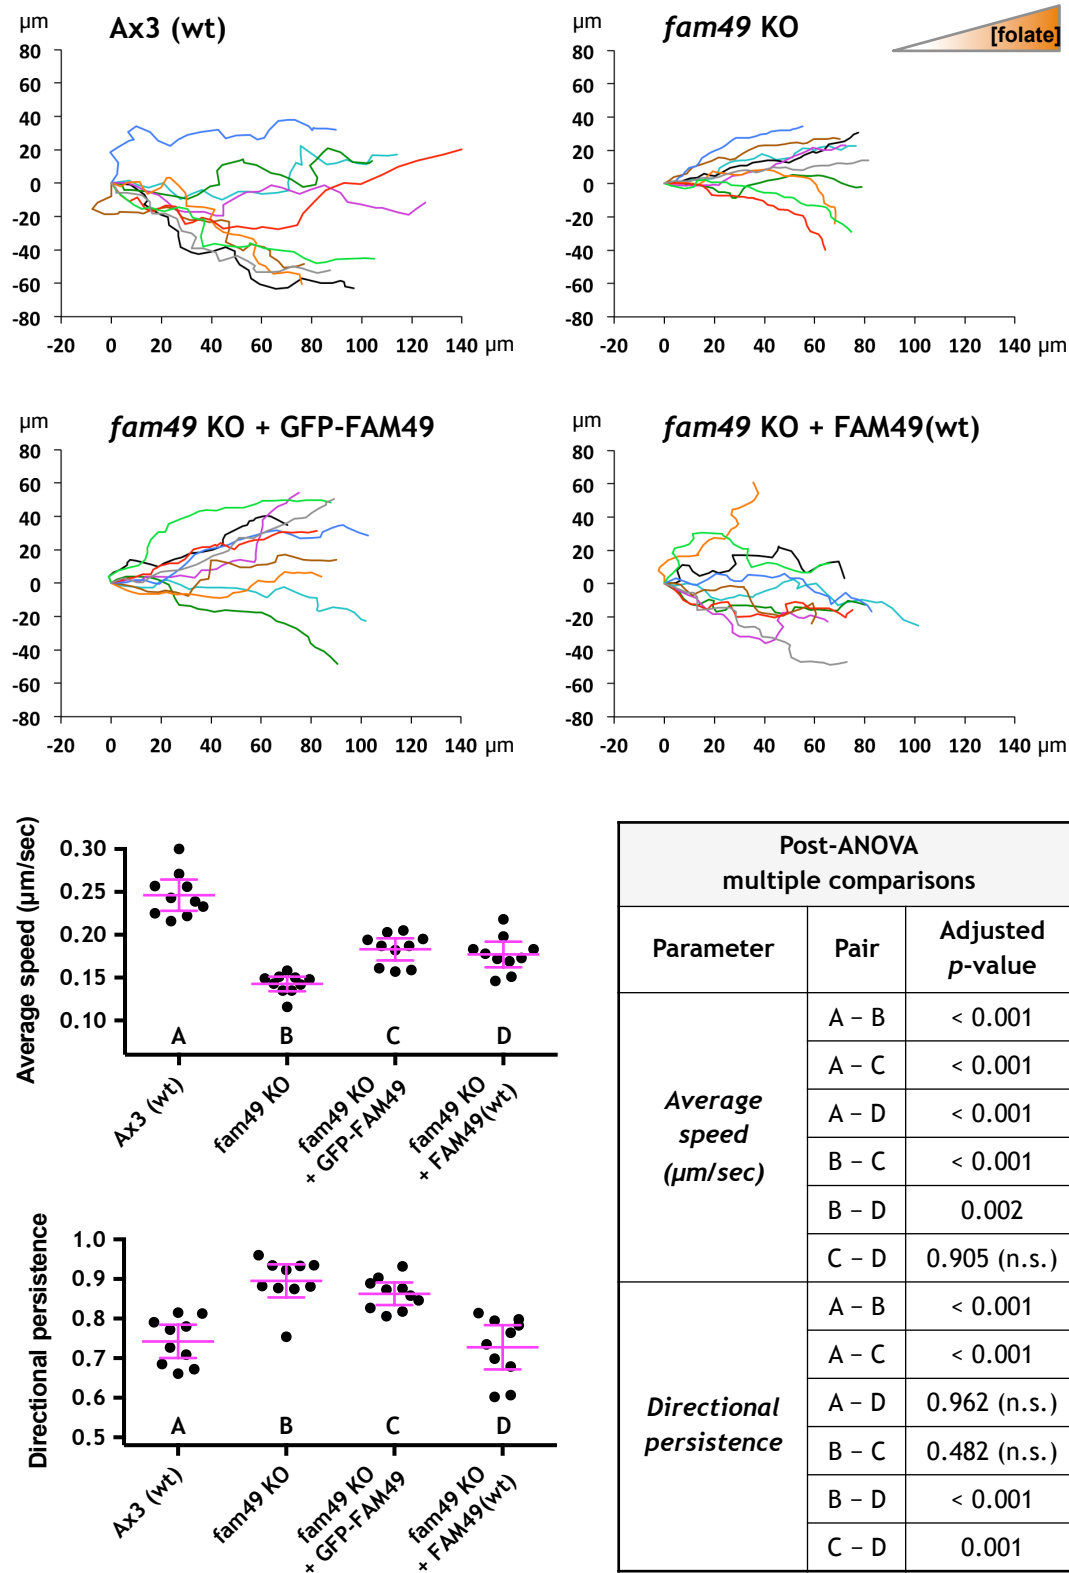 µm
Ax3 (wt)
80
60
40
20
0
-20
-40
-60
-80
-20 0 20 40 60 80 100 120 140 µm
µm
fam49 KO
[folate]
80
60
40
20
0
-20
-40
-60
-80
-20 0 20 40 60 80 100 120 140 µm
µm
fam49 KO + GFP-FAM49
80
60
40
20
0
-20
-40
-60
-80
-20 0 20 40 60 80 100 120 140 µm
µm
fam49 KO + FAM49(wt)
80
60
40
20
0
-20
-40
-60
-80
-20 0 20 40 60 80 100 120 140 µm
Average speed (µm/sec)
0.30
0.25
0.20
0.15
0.10
A B C D
Ax3 (wt)
fam49 KO
fam49 KO
+ GFP-FAM49
fam49 KO
+ FAM49(wt)
Directional persistence
1.0
0.9
0.8
0.7
0.6
0.5
A B C D
Ax3 (wt)
fam49 KO
fam49 KO
+ GFP-FAM49
fam49 KO
+ FAM49(wt)
Post-ANOVA
multiple comparisons
Parameter Pair Adjusted
p-value
Average
speed
(µm/sec)
A – B < 0.001
A – C < 0.001
A – D < 0.001
B – C < 0.001
B – D 0.002
C – D 0.905 (n.s.)
Directional
persistence
A – B < 0.001
A – C < 0.001
A – D 0.962 (n.s.)
B – C 0.482 (n.s.)
B – D < 0.001
C – D 0.001